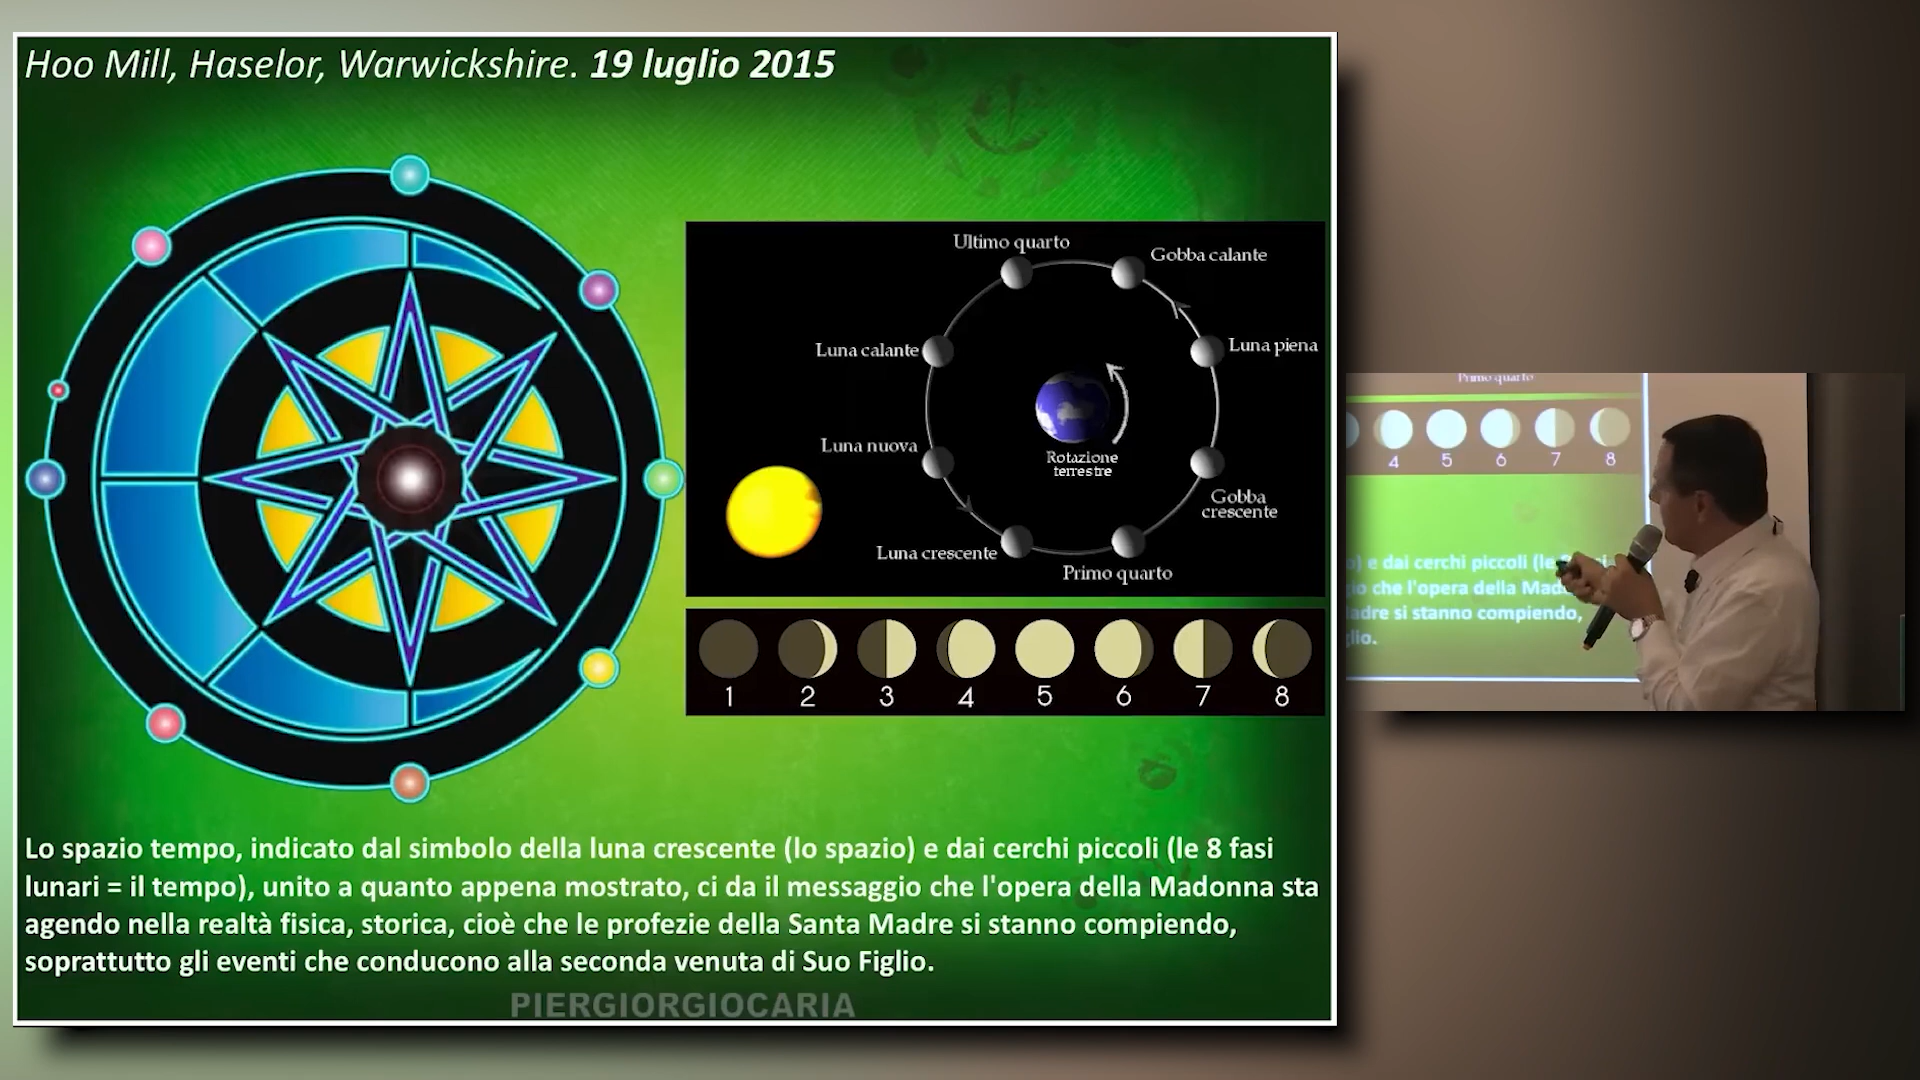 Hoo Mill, Haselor, Warwickshire. 19 luglio 2015
Ultimo quarto
Gobba calante
Luna calante
Luna piena
Luna nuova
Rotazione
terrestre
Gobba
crescente
Luna crescente
Primo quarto
1 2 3 4 5 6 7 8
Lo spazio tempo, indicato dal simbolo della luna crescente (lo spazio) e dai cerchi piccoli (le 8 fasi
lunari = il tempo), unito a quanto appena mostrato, ci da il messaggio che l'opera della Madonna sta
agendo nella realtà fisica, storica, cioè che le profezie della Santa Madre si stanno compiendo,
soprattutto gli eventi che conducono alla seconda venuta di Suo Figlio.
PIERGIORGIOCARIA
Primo quarto
4 5 6 7 8
e dai cerchi piccoli (le
che l'opera della
si stanno compiendo,